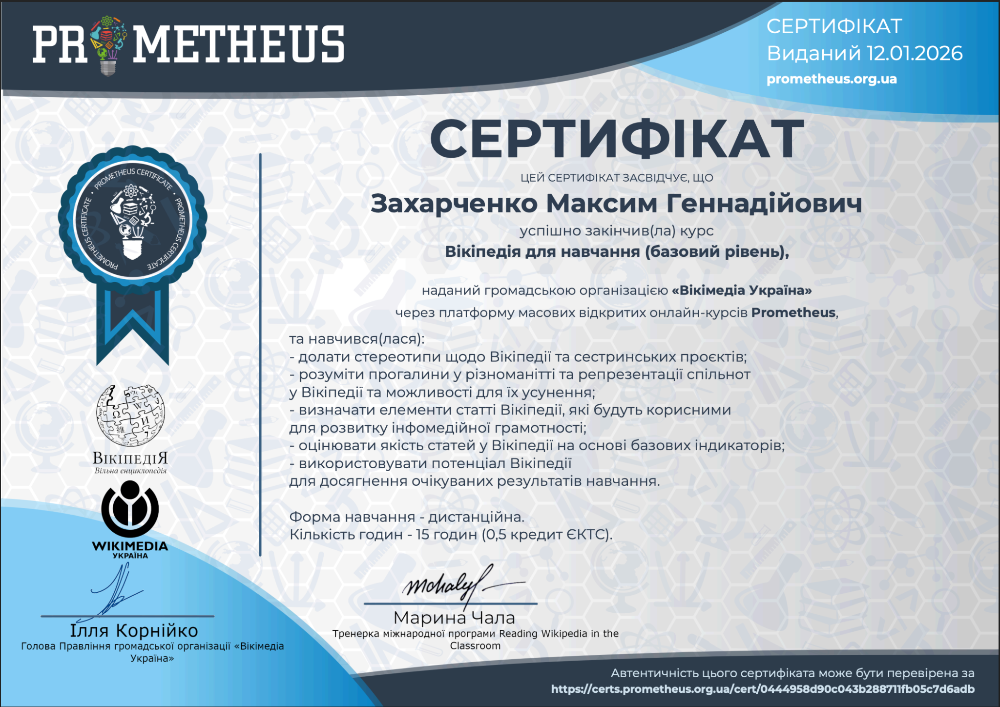 PROMETHEUS
СЕРТИФІКАТ
Виданий 12.01.2026
prometheus.org.ua
СЕРТИФІКАТ
ЦЕЙ СЕРТИФІКАТ ЗАСВІДЧУЄ, ЩО
Захарченко Максим Геннадійович
успішно закінчив(ла) курс
Вікіпедія для навчання (базовий рівень),
наданий громадською організацією «Вікімедіа Україна»
через платформу масових відкритих онлайн-курсів Prometheus,
та навчився(лася):
- долати стереотипи щодо Вікіпедії та сестринських проєктів;
- розуміти прогалини у різноманітті та репрезентації спільнот
у Вікіпедії та можливості для їх усунення;
- визначати елементи статті Вікіпедії, які будуть корисними
для розвитку інфомедійної грамотності;
- оцінювати якість статей у Вікіпедії на основі базових індикаторів;
- використовувати потенціал Вікіпедії
для досягнення очікуваних результатів навчання.
Форма навчання - дистанційна.
Кількість годин - 15 годин (0,5 кредит ЄКТС).
PROMETHEUS CERTIFICATE • PROMETHEUS CERTIFICATE • PROMETHEUS CERTIFICATE
ВІКІПЕДІЯ
Вільна енциклопедія
WIKIMEDIA
УКРАЇНА
Ілля Корнійко
Голова Правління громадської організації «Вікімедіа
Україна»
Марина Чала
Тренерка міжнародної програми Reading Wikipedia in the
Classroom
Автентичність цього сертифіката може бути перевірена за
https://certs.prometheus.org.ua/cert/0444958d90c043b288711fb05c7d6adb